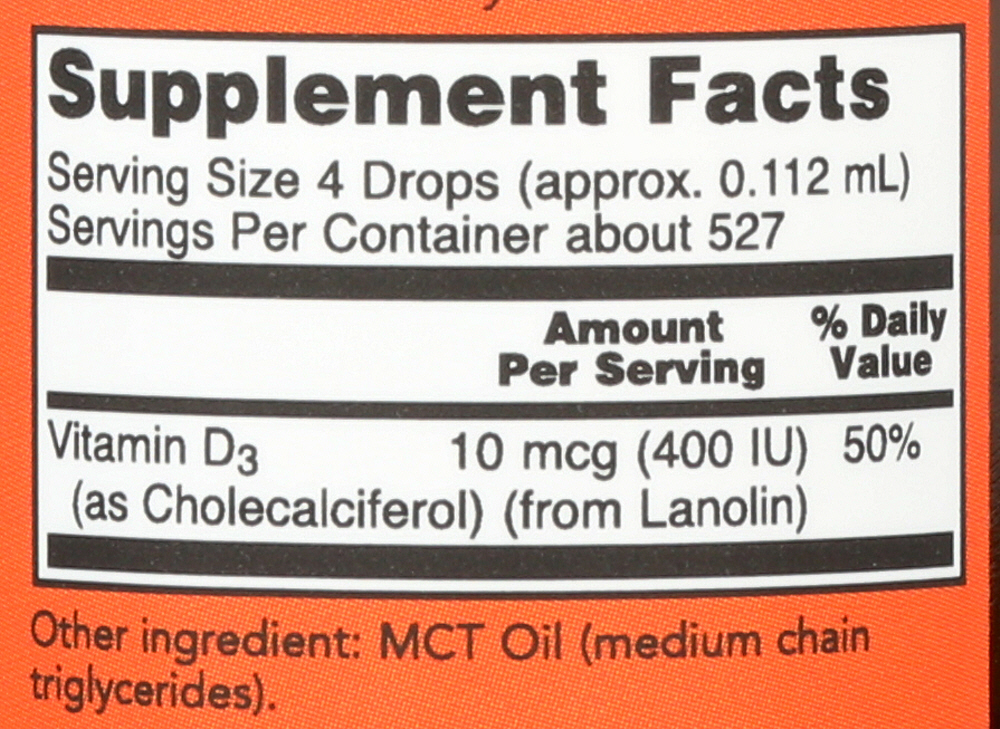 Supplement Facts
Serving Size 4 Drops (approx. 0.112 mL)
Servings Per Container about 527
Amount Per Serving % Daily Value
Vitamin D3 10 mcg (400 IU) 50%
(as Cholecalciferol) (from Lanolin)
Other ingredient: MCT Oil (medium chain
triglycerides).